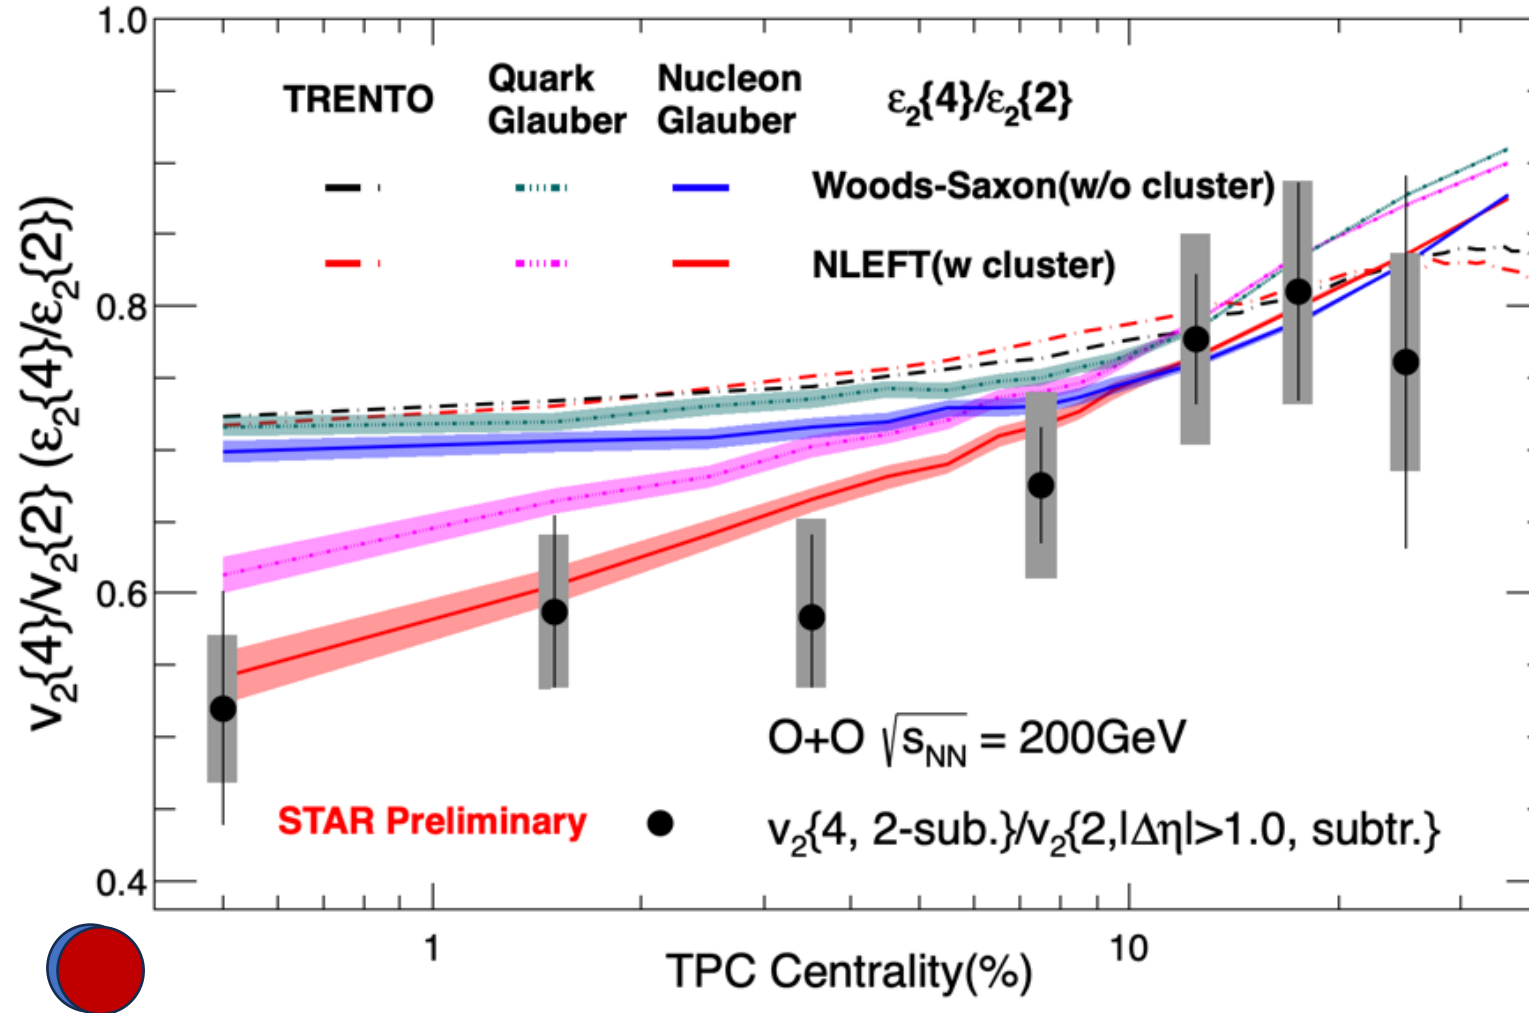 1.0
TRENTO
Quark
Glauber
Nucleon
Glauber
ε₂{4}/ε₂{2}
Woods-Saxon(w/o cluster)
NLEFT(w cluster)
0.8
v₂{4}/v₂{2} (ε₂{4}/ε₂{2})
0.6
O+O √s_NN = 200GeV
STAR Preliminary
v₂{4, 2-sub.}/v₂{2,|Δη|>1.0, subtr.}
0.4
1
10
TPC Centrality(%)